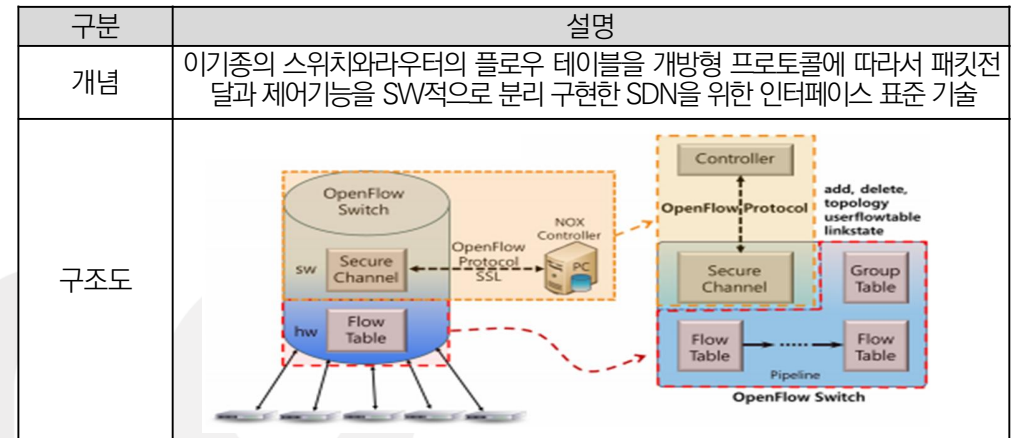 구분
설명
개념
이기종의 스위치와라우터의 플로우 테이블을 개방형 프로토콜에 따라서 패킷전
달과 제어기능을 SW적으로 분리 구현한 SDN을 위한 인터페이스 표준 기술
구조도
OpenFlow
Switch
sw
Secure
Channel
OpenFlow
Protocol
SSL
NOX
Controller
PC
hw
Flow
Table
Controller
OpenFlow Protocol
add, delete,
topology
userflowtable
linkstate
Secure
Channel
Group
Table
Flow
Table
Flow
Table
Pipeline
OpenFlow Switch